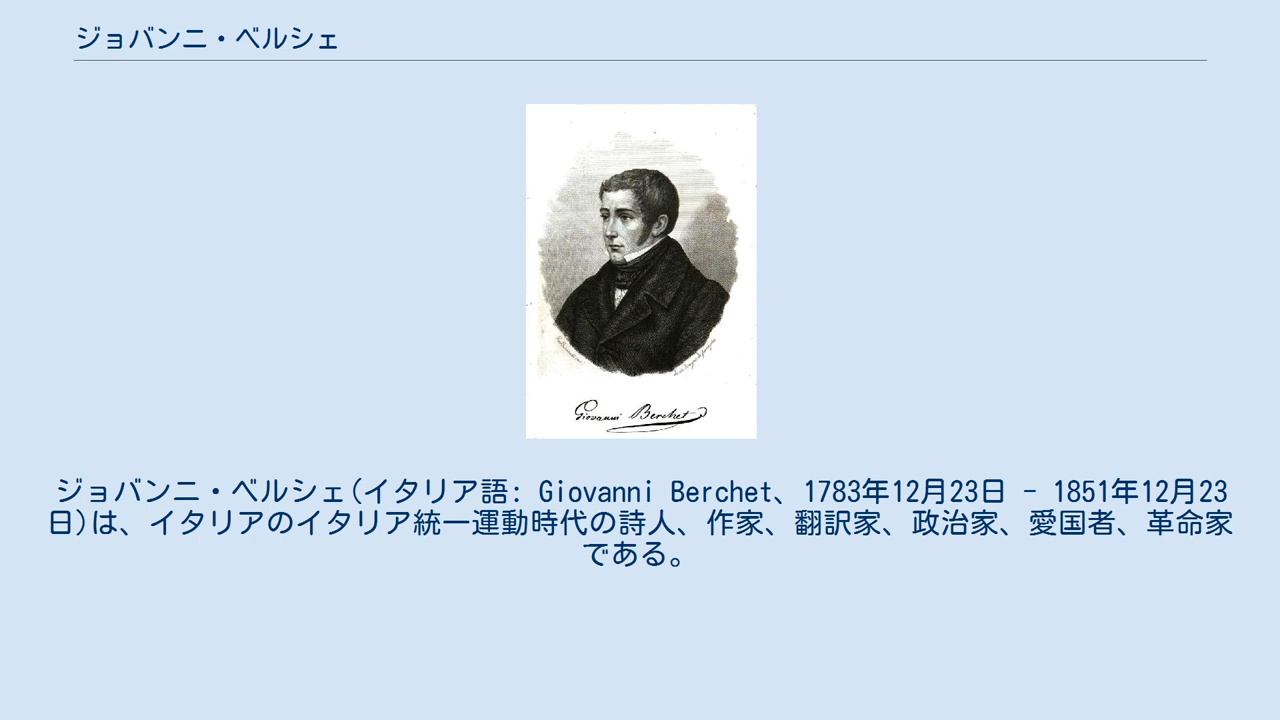 ジョバンニ・ベルシェ
Giovanni Berchet
ジョバンニ・ベルシェ(イタリア語: Giovanni Berchet、1783年12月23日 - 1851年12月23
日)は、イタリアのイタリア統一運動時代の詩人、作家、翻訳家、政治家、愛国者、革命家
である。